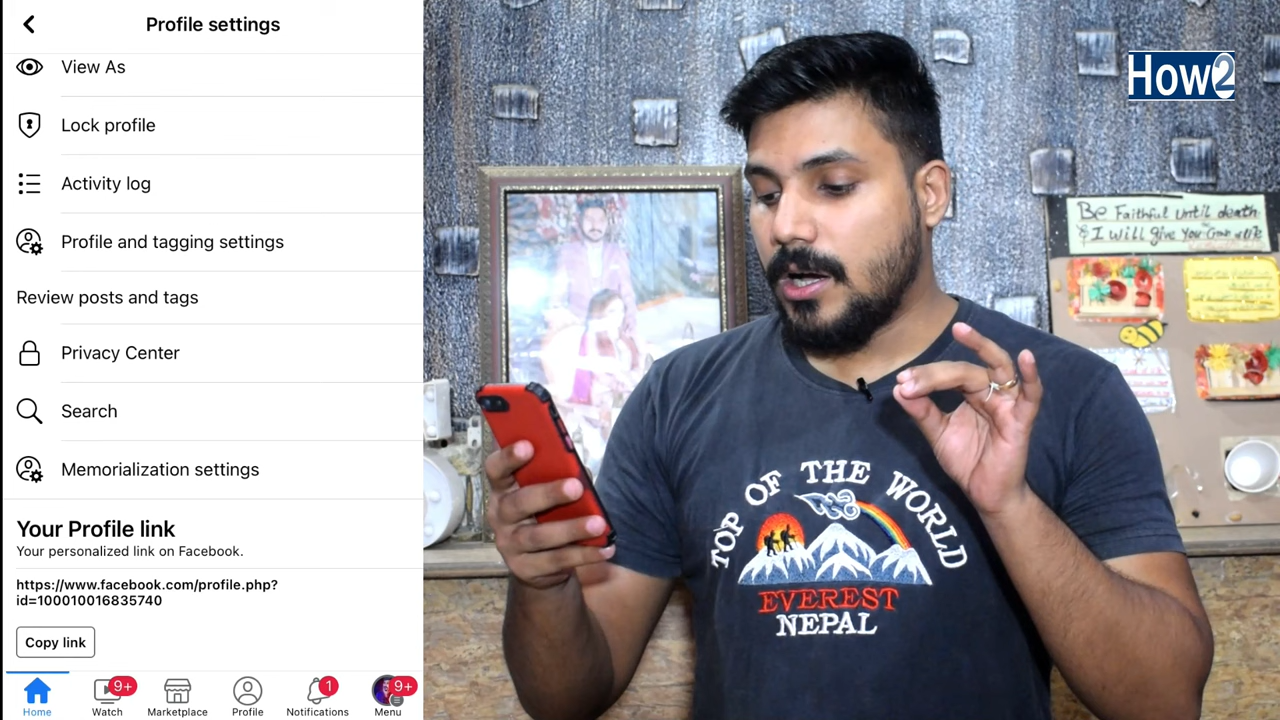 Profile settings
View As
Lock profile
Activity log
Profile and tagging settings
Review posts and tags
Privacy Center
Search
Memorialization settings
Your Profile link
Your personalized link on Facebook.
https://www.facebook.com/profile.php?
id=100010016835740
Copy link
9+
1
9+
Home
Watch
Marketplace
Profile
Notifications
Menu
How2
Be Faithful until death
& I Will Give You Crown of life
TOP OF THE WORLD
EVEREST
NEPAL